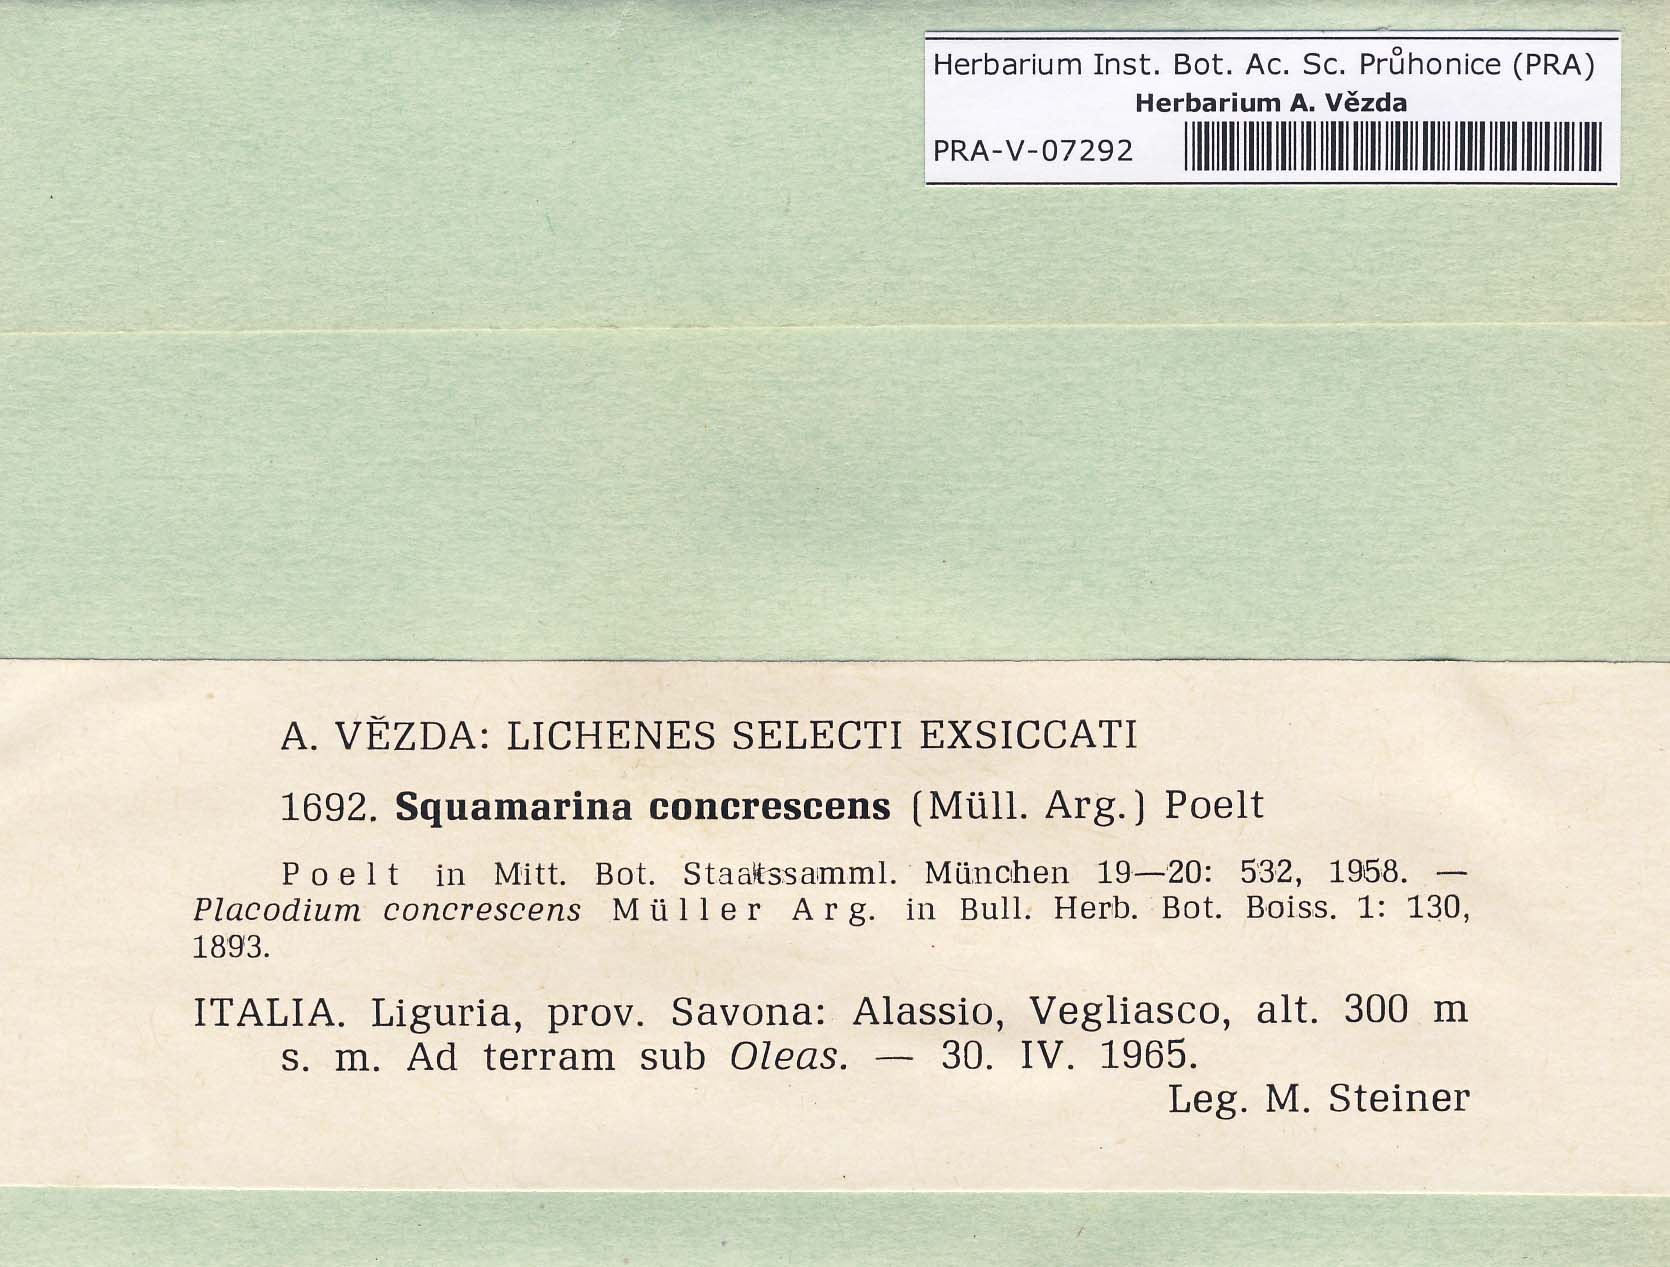 Herbarium Inst. Bot. Ac. Sc. Průhonice (PRA)
Herbarium A. Vězda
PRA-V-07292
A. VĚZDA: LICHENES SELECTI EXSICCATI
1692. Squamarina concrescens (Müll. Arg.) Poelt
Poelt in Mitt. Bot. Staatssamml. München 19—20: 532, 1958. —
Placodium concrescens Müller Arg. in Bull. Herb. Bot. Boiss. 1: 130,
1893.
ITALIA. Liguria, prov. Savona: Alassio, Vegliasco, alt. 300 m
s. m. Ad terram sub Oleas. — 30. IV. 1965.
Leg. M. Steiner